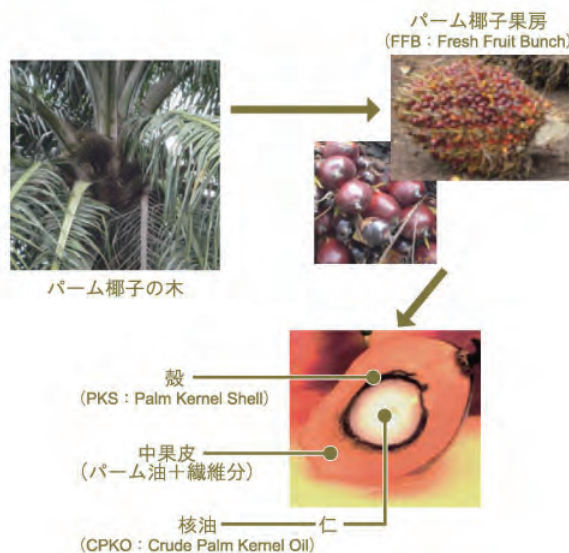 パーム椰子果房
(FFB：Fresh Fruit Bunch)
パーム椰子の木
殻
(PKS：Palm Kernel Shell)
中果皮
(パーム油＋繊維分)
核油 仁
(CPKO：Crude Palm Kernel Oil)